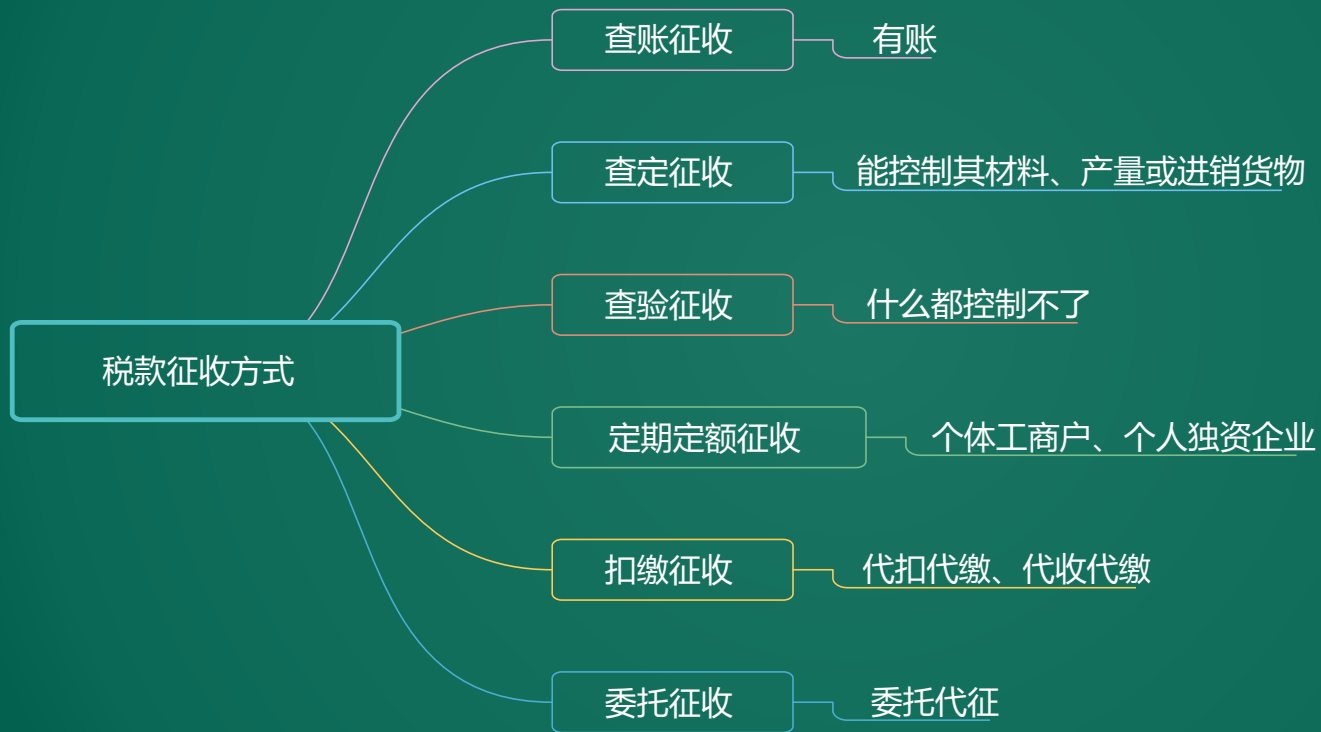 税款征收方式
查账征收
有账
查定征收
能控制其材料、产量或进销货物
查验征收
什么都控制不了
定期定额征收
个体工商户、个人独资企业
扣缴征收
代扣代缴、代收代缴
委托征收
委托代征